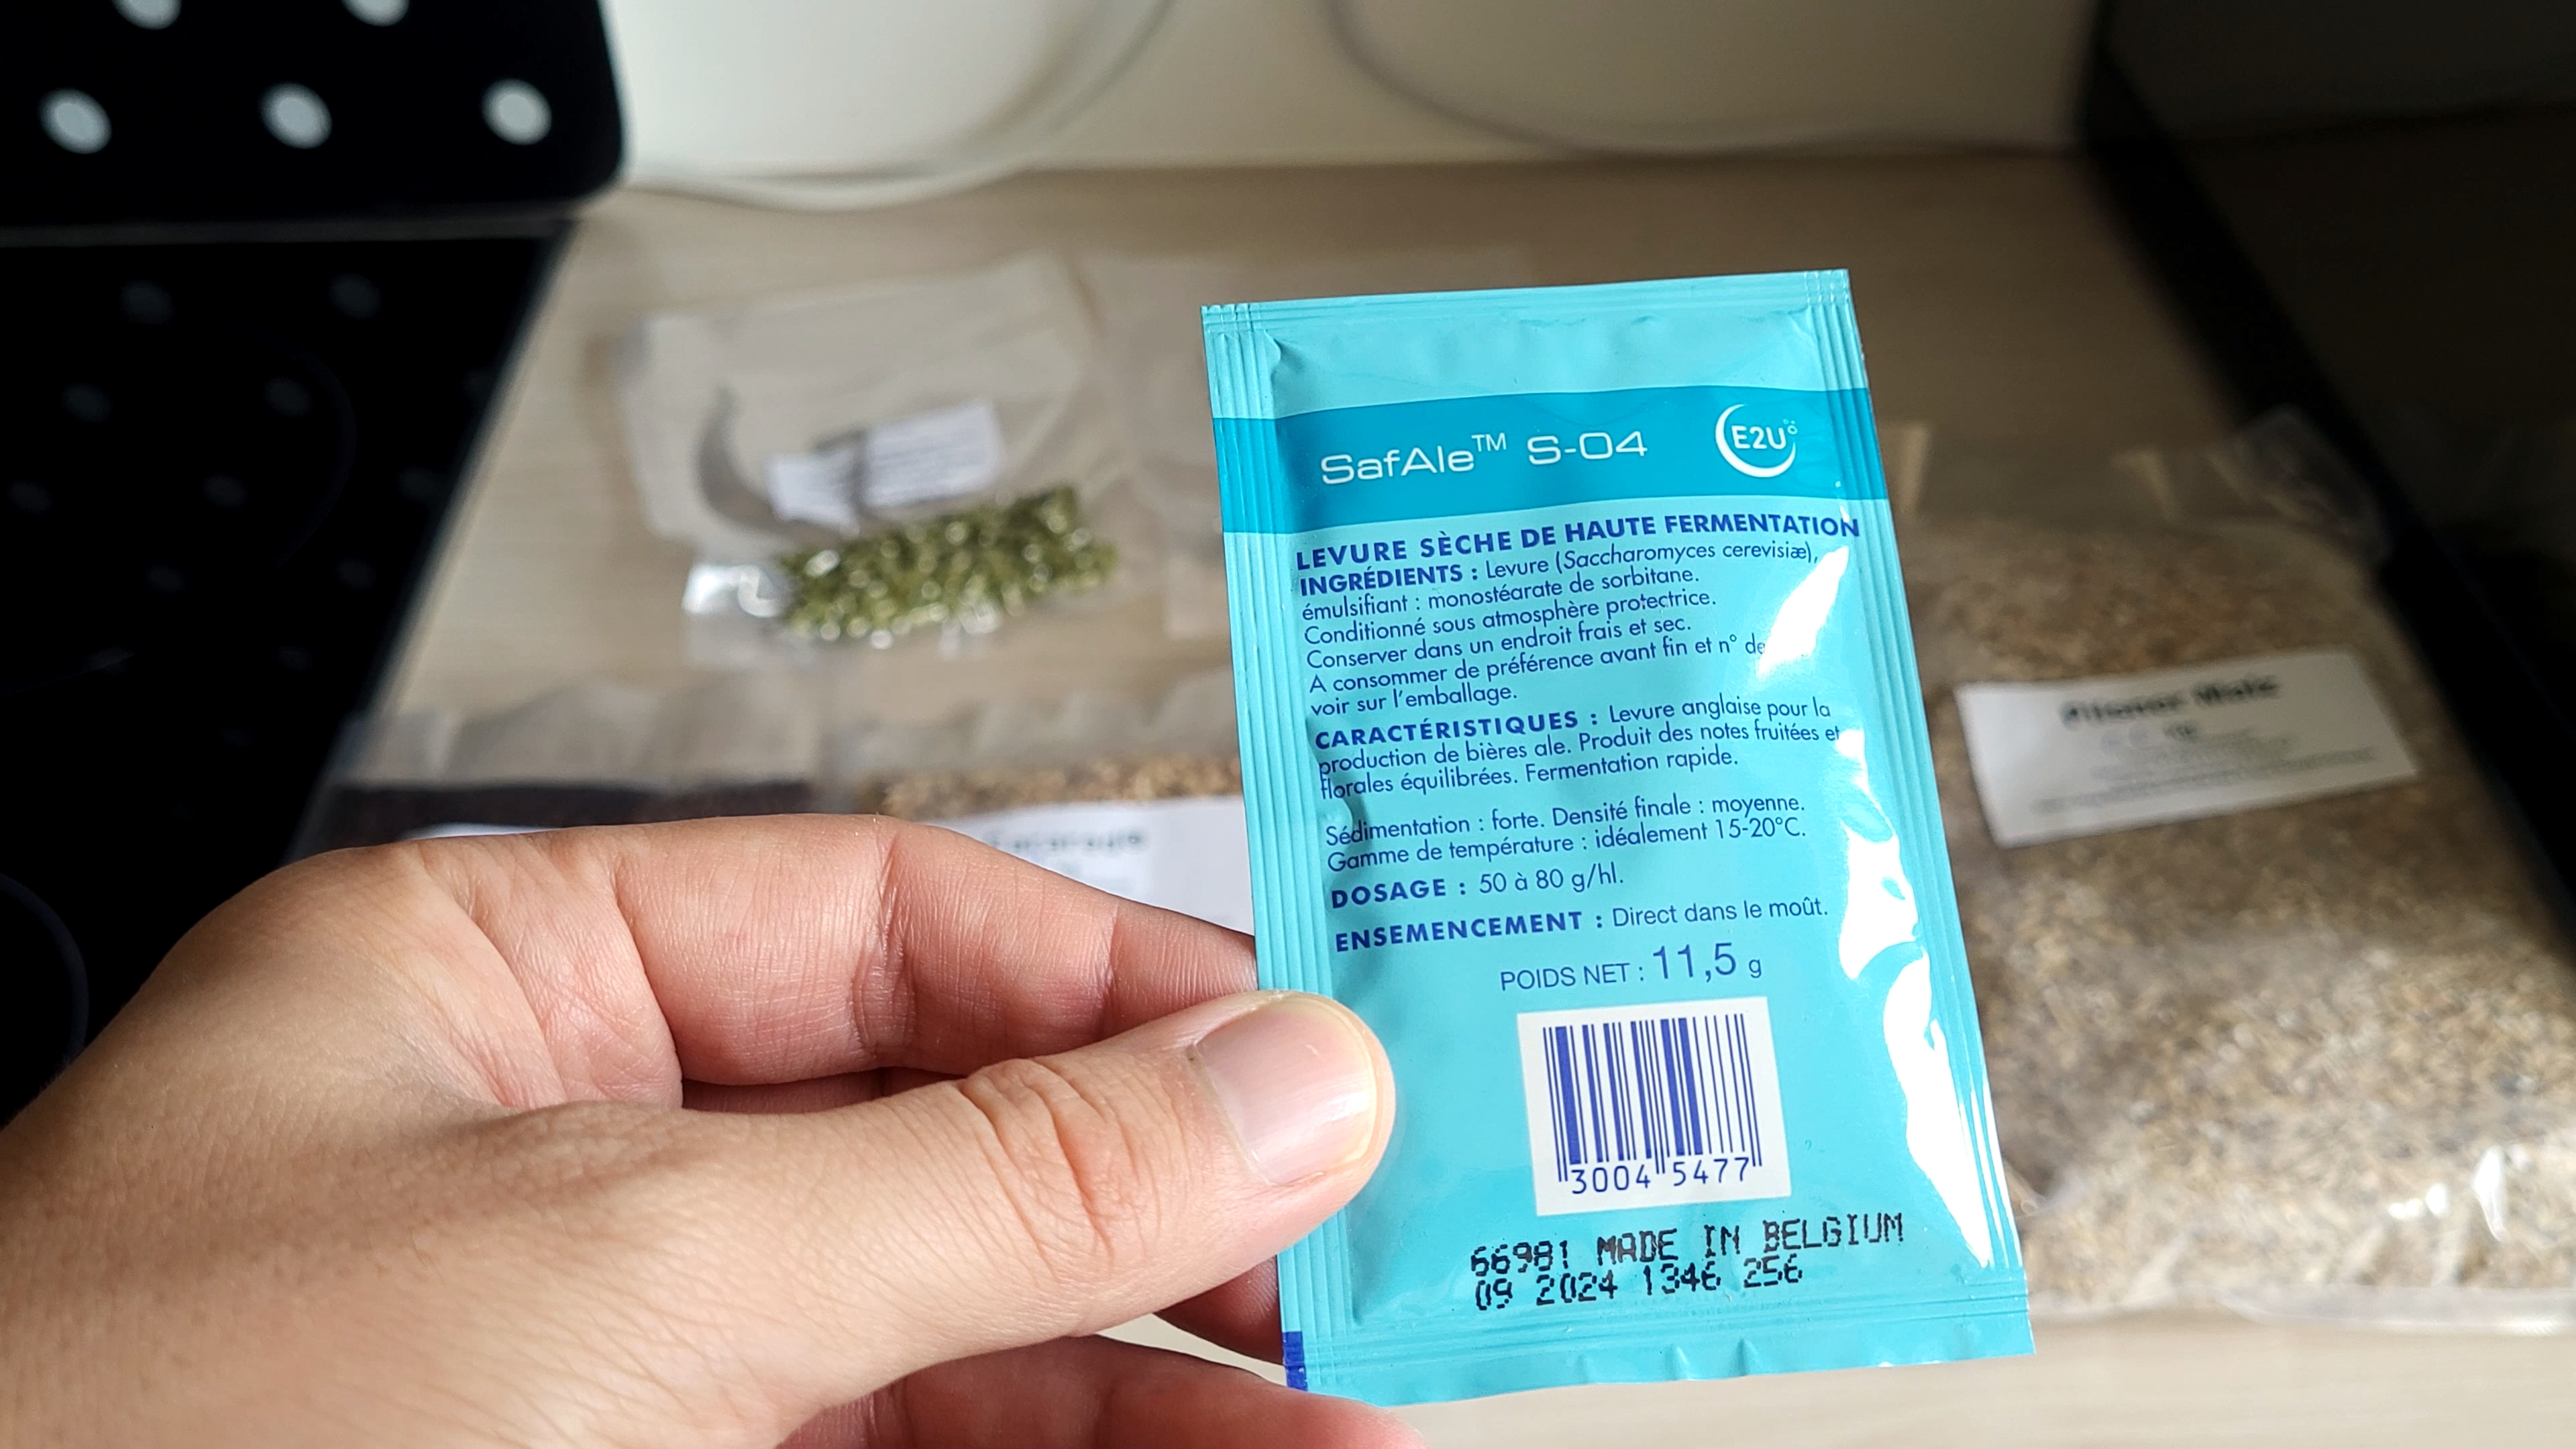 SafAle™ S-04 E2U
LEVURE SÈCHE DE HAUTE FERMENTATION
INGRÉDIENTS : Levure (Saccharomyces cerevisiæ),
émulsifiant : monostéarate de sorbitane.
Conditionné sous atmosphère protectrice.
Conserver dans un endroit frais et sec.
A consommer de préférence avant fin et n° de
voir sur l'emballage.
CARACTÉRISTIQUES : Levure anglaise pour la
production de bières ale. Produit des notes fruitées et
florales équilibrées. Fermentation rapide.
Sédimentation : forte. Densité finale : moyenne.
Gamme de température : idéalement 15-20°C.
DOSAGE : 50 à 80 g/hl.
ENSEMENCEMENT : Direct dans le moût.
POIDS NET : 11,5 g
3004 5477
66981 MADE IN BELGIUM
09 2024 1346 256